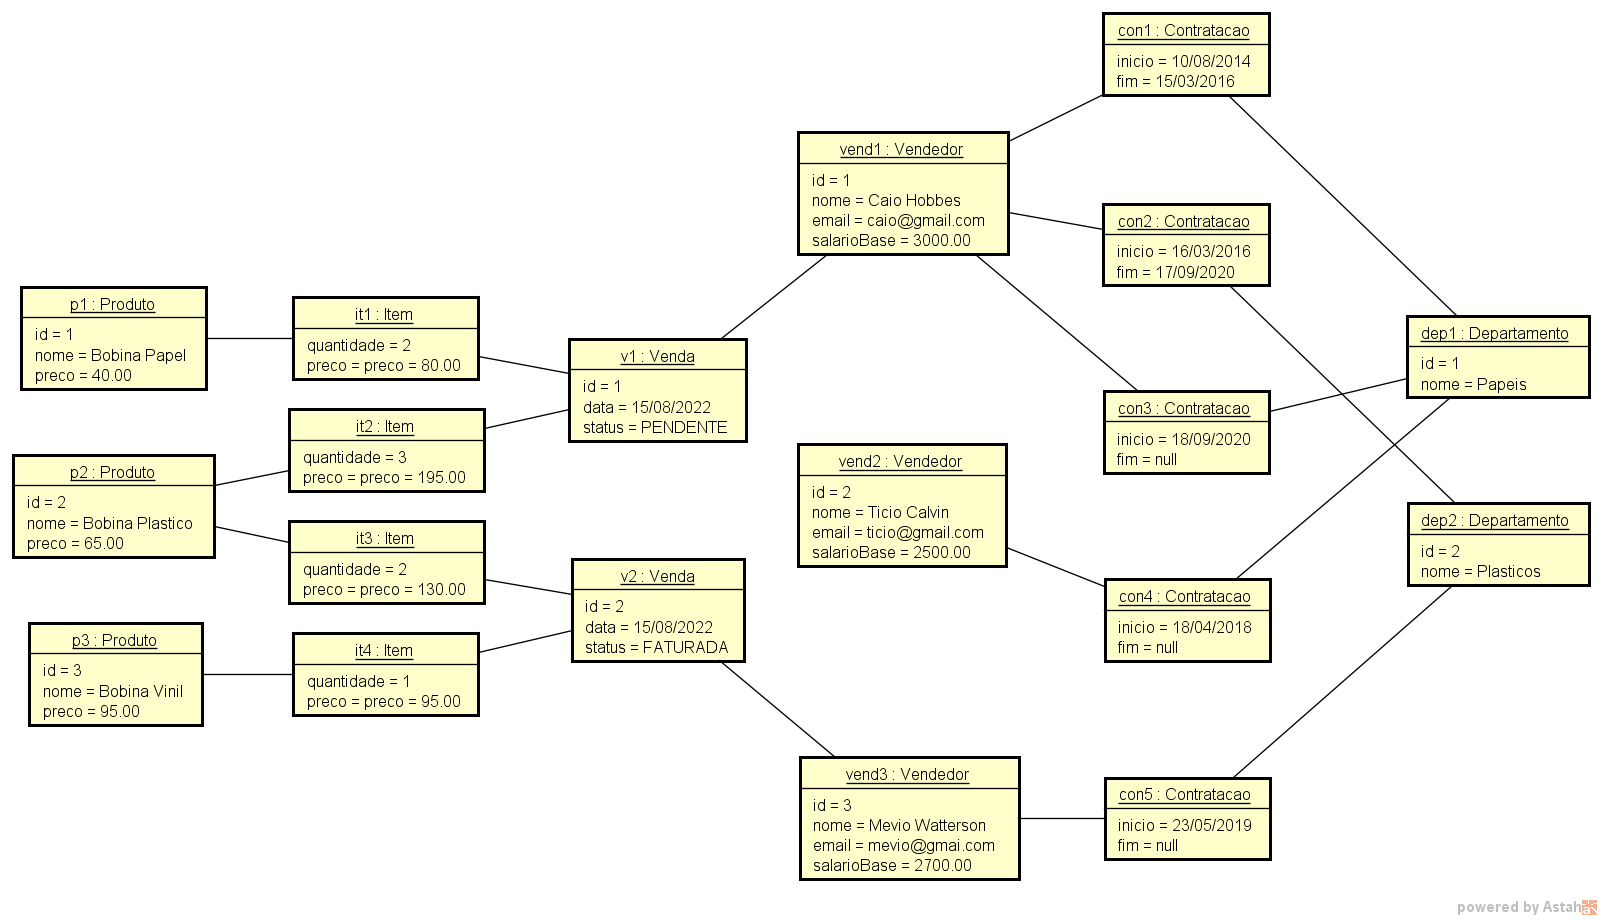 con1 : Contratacao
inicio = 10/08/2014
fim = 15/03/2016
vend1 : Vendedor
id = 1
nome = Caio Hobbes
email = caio@gmail.com
salarioBase = 3000.00
con2 : Contratacao
inicio = 16/03/2016
fim = 17/09/2020
p1 : Produto
id = 1
nome = Bobina Papel
preco = 40.00
it1 : Item
quantidade = 2
preco = preco = 80.00
v1 : Venda
id = 1
data = 15/08/2022
status = PENDENTE
dep1 : Departamento
id = 1
nome = Papeis
con3 : Contratacao
inicio = 18/09/2020
fim = null
it2 : Item
quantidade = 3
preco = preco = 195.00
p2 : Produto
id = 2
nome = Bobina Plastico
preco = 65.00
vend2 : Vendedor
id = 2
nome = Ticio Calvin
email = ticio@gmail.com
salarioBase = 2500.00
dep2 : Departamento
id = 2
nome = Plasticos
it3 : Item
quantidade = 2
preco = preco = 130.00
v2 : Venda
id = 2
data = 15/08/2022
status = FATURADA
con4 : Contratacao
inicio = 18/04/2018
fim = null
p3 : Produto
id = 3
nome = Bobina Vinil
preco = 95.00
it4 : Item
quantidade = 1
preco = preco = 95.00
vend3 : Vendedor
id = 3
nome = Mevio Watterson
email = mevio@gmai.com
salarioBase = 2700.00
con5 : Contratacao
inicio = 23/05/2019
fim = null
powered by Astah